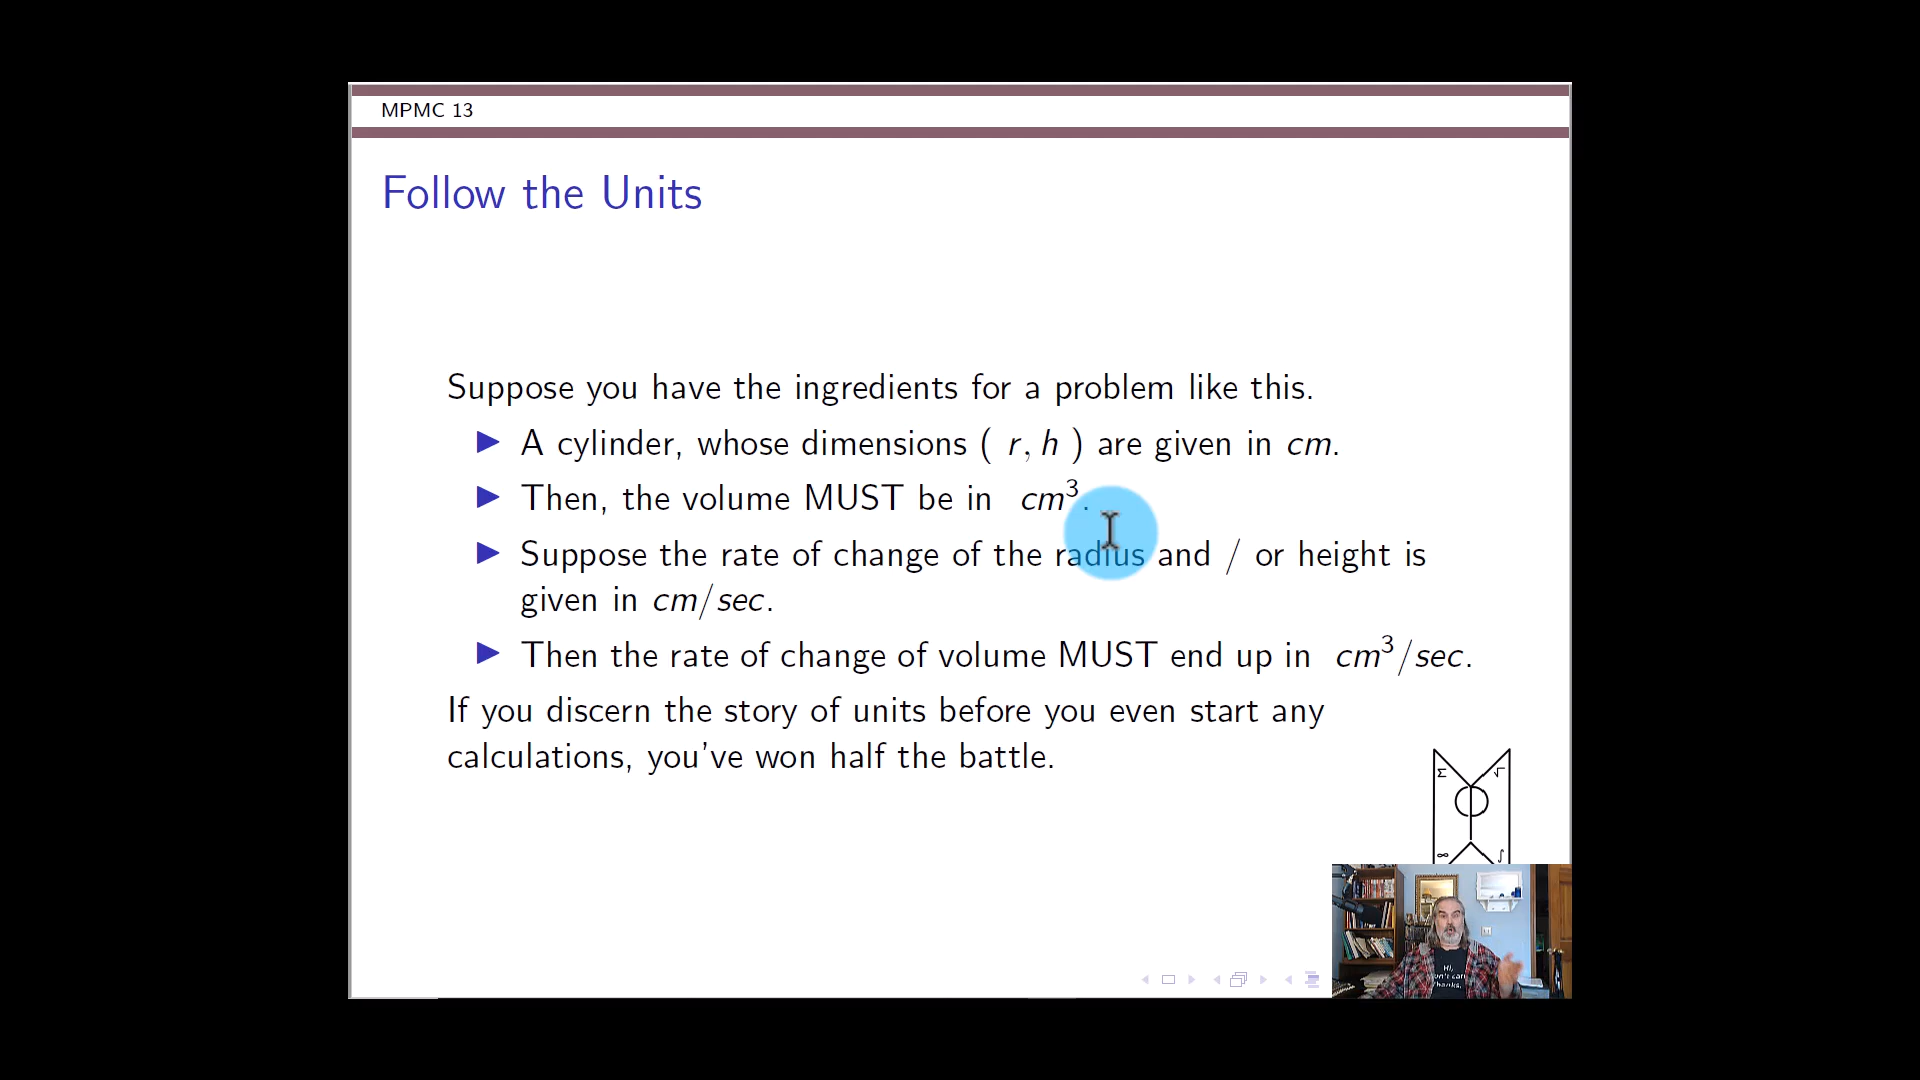 MPMC 13
Follow the Units
Suppose you have the ingredients for a problem like this.
▶ A cylinder, whose dimensions ( r, h ) are given in cm.
▶ Then, the volume MUST be in cm³.
▶ Suppose the rate of change of the radius and / or height is
given in cm/sec.
▶ Then the rate of change of volume MUST end up in cm³/sec.
If you discern the story of units before you even start any
calculations, you've won half the battle.
Σ √
∞ ∫
Hi,